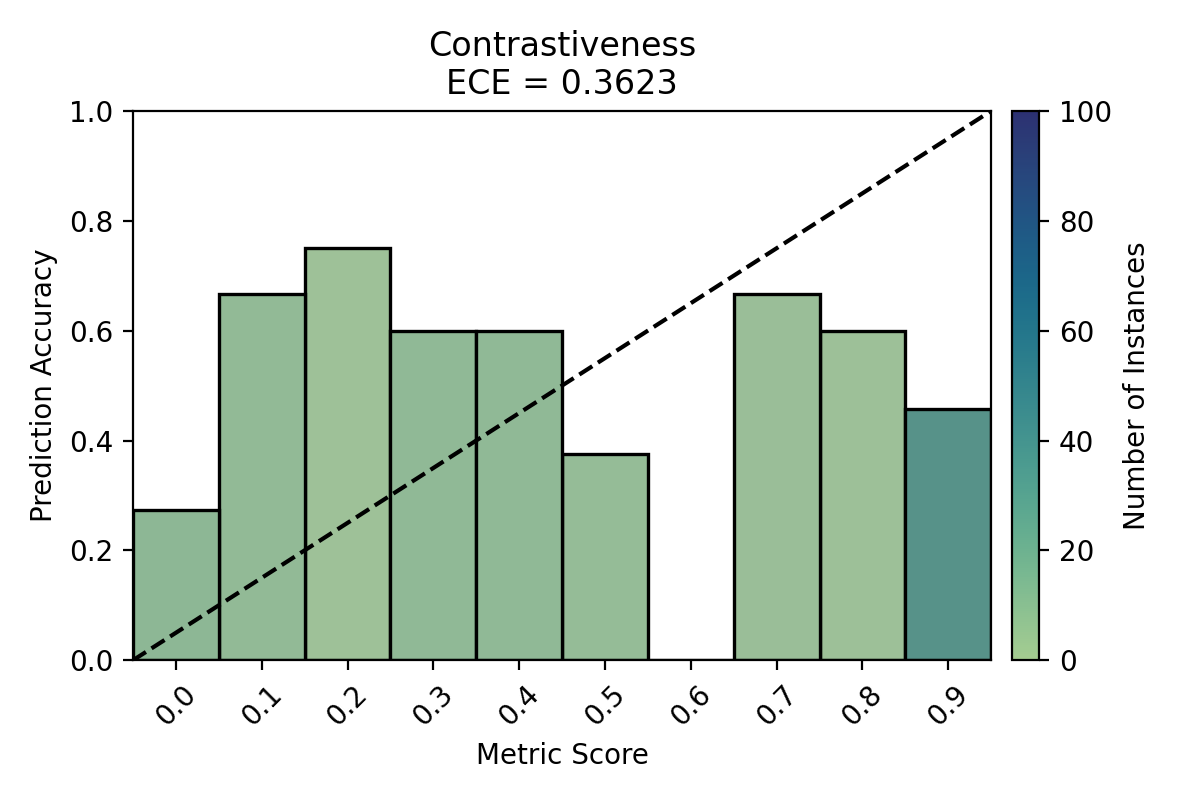 Contrastiveness
ECE = 0.3623
1.0
0.8
0.6
0.4
0.2
0.0
Prediction Accuracy
0.0 0.1 0.2 0.3 0.4 0.5 0.6 0.7 0.8 0.9
Metric Score
100
80
60
40
20
0
Number of Instances